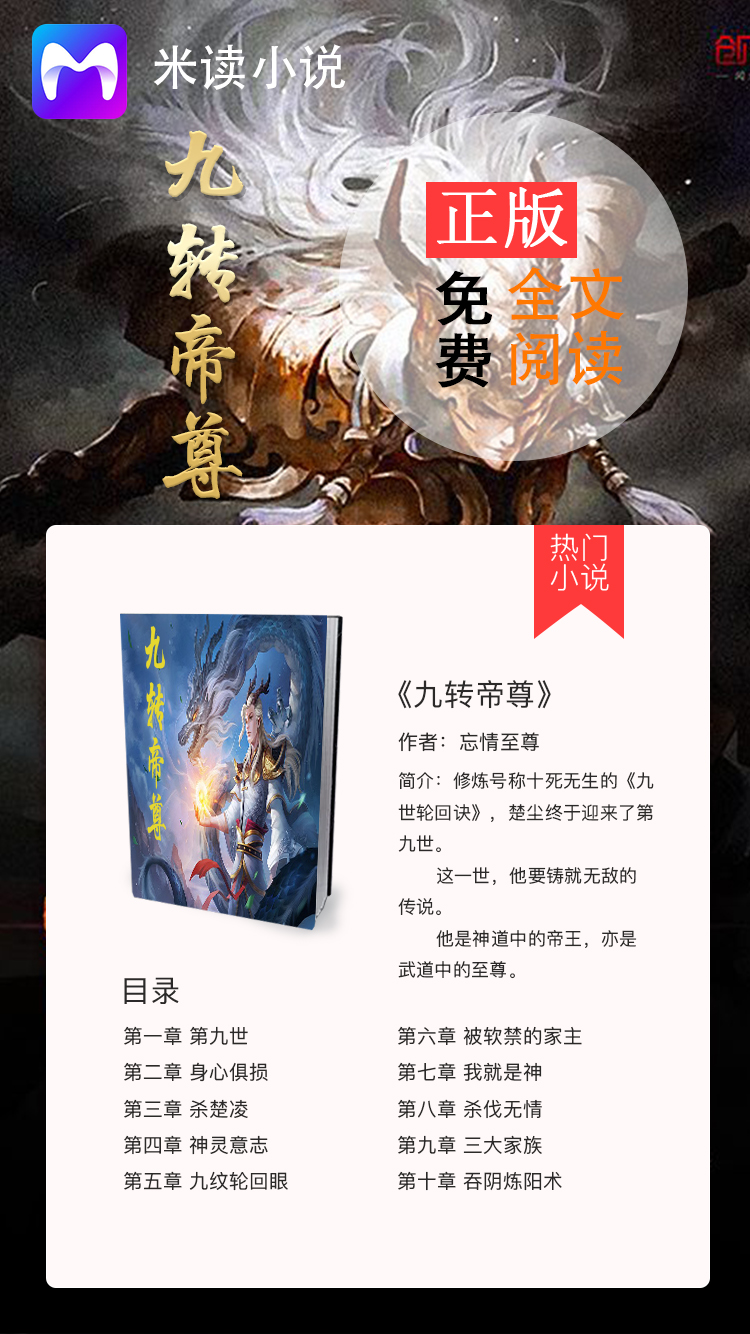 米读小说
九转帝尊
正版
免费
全文
阅读
热门
小说
九转帝尊
《九转帝尊》
作者：忘情至尊
简介：修炼号称十死无生的《九
世轮回诀》，楚尘终于迎来了第
九世。
这一世，他要铸就无敌的
传说。
他是神道中的帝王，亦是
武道中的至尊。
目录
第一章 第九世
第二章 身心俱损
第三章 杀楚凌
第四章 神灵意志
第五章 九纹轮回眼
第六章 被软禁的家主
第七章 我就是神
第八章 杀伐无情
第九章 三大家族
第十章 吞阴炼阳术